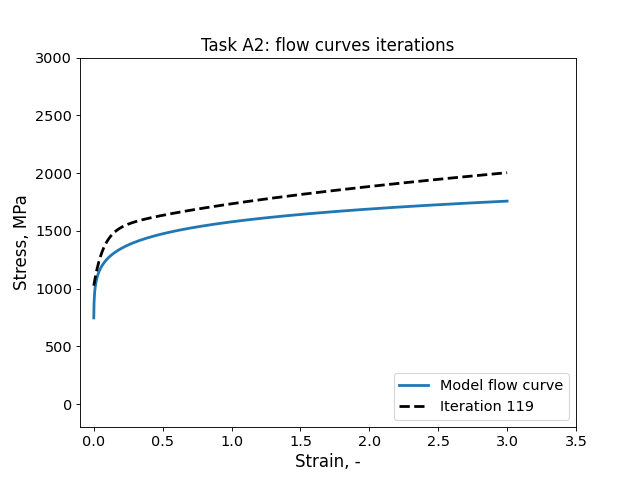 Task A2: flow curves iterations
Stress, MPa
3000
2500
2000
1500
1000
500
0
0.0 0.5 1.0 1.5 2.0 2.5 3.0 3.5
Strain, -
Model flow curve
Iteration 119